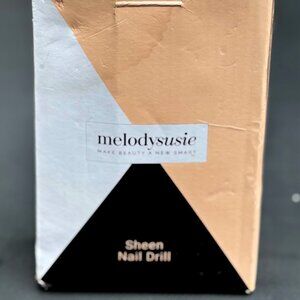 melodysusie
MAKE BEAUTY A NEW SMART
Sheen
Nail Drill